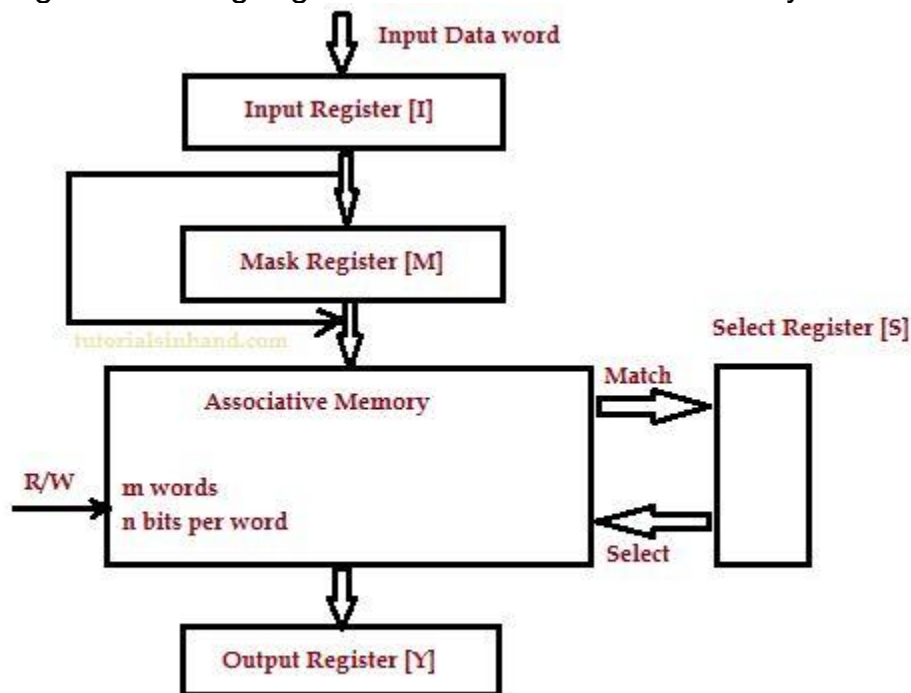 Input Data word
Input Register [I]
Mask Register [M]
tutorialsinhand.com
Select Register [S]
Match
Associative Memory
R/W
m words
n bits per word
Select
Output Register [Y]